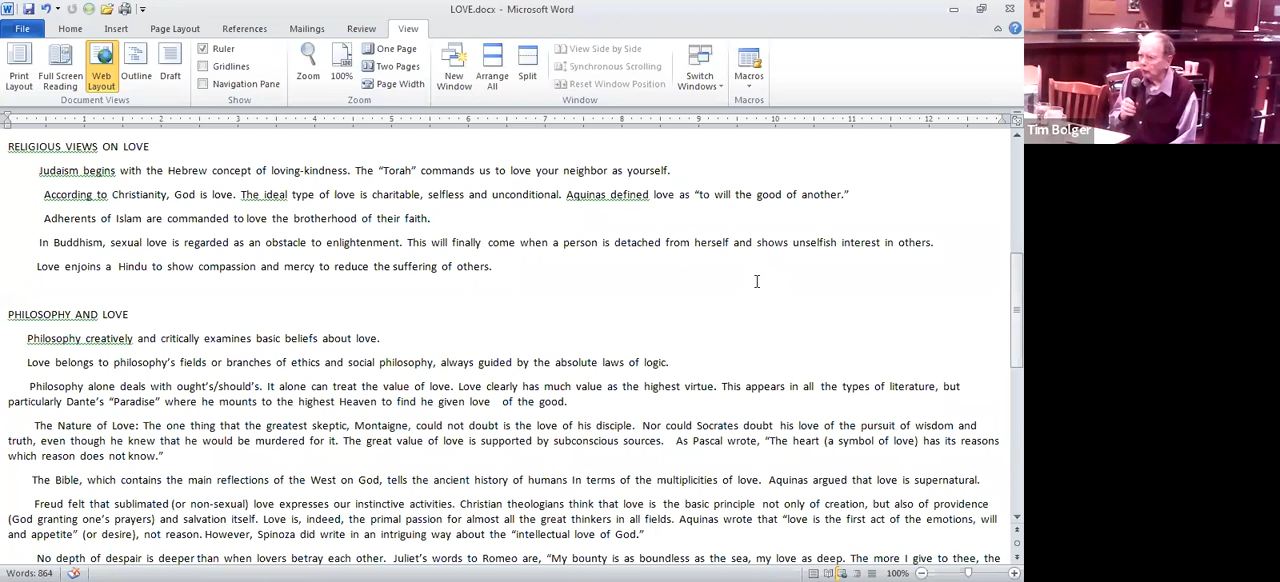 LOVE.docx - Microsoft Word
File Home Insert Page Layout References Mailings Review View
Print Layout
Full Screen Reading
Web Layout
Outline
Draft
Document Views
Ruler
Gridlines
Navigation Pane
Show
Zoom
100%
One Page
Two Pages
Page Width
Zoom
New Window
Arrange All
Split
View Side by Side
Synchronous Scrolling
Reset Window Position
Window
Switch Windows
Macros
Macros
1 2 3 4 5 6 7 8 9 10 11 12
Tim Bolger
RELIGIOUS VIEWS ON LOVE
Judaism begins with the Hebrew concept of loving-kindness. The “Torah” commands us to love your neighbor as yourself.
According to Christianity, God is love. The ideal type of love is charitable, selfless and unconditional. Aquinas defined love as “to will the good of another.”
Adherents of Islam are commanded to love the brotherhood of their faith.
In Buddhism, sexual love is regarded as an obstacle to enlightenment. This will finally come when a person is detached from herself and shows unselfish interest in others.
Love enjoins a Hindu to show compassion and mercy to reduce the suffering of others.
PHILOSOPHY AND LOVE
Philosophy creatively and critically examines basic beliefs about love.
Love belongs to philosophy’s fields or branches of ethics and social philosophy, always guided by the absolute laws of logic.
Philosophy alone deals with ought’s/should’s. It alone can treat the value of love. Love clearly has much value as the highest virtue. This appears in all the types of literature, but
particularly Dante’s “Paradise” where he mounts to the highest Heaven to find he given love of the good.
The Nature of Love: The one thing that the greatest skeptic, Montaigne, could not doubt is the love of his disciple. Nor could Socrates doubt his love of the pursuit of wisdom and
truth, even though he knew that he would be murdered for it. The great value of love is supported by subconscious sources. As Pascal wrote, “The heart (a symbol of love) has its reasons
which reason does not know.”
The Bible, which contains the main reflections of the West on God, tells the ancient history of humans In terms of the multiplicities of love. Aquinas argued that love is supernatural.
Freud felt that sublimated (or non-sexual) love expresses our instinctive activities. Christian theologians think that love is the basic principle not only of creation, but also of providence
(God granting one’s prayers) and salvation itself. Love is, indeed, the primal passion for almost all the great thinkers in all fields. Aquinas wrote that “love is the first act of the emotions, will
and appetite” (or desire), not reason. However, Spinoza did write in an intriguing way about the “intellectual love of God.”
No depth of despair is deeper than when lovers betray each other. Juliet’s words to Romeo are, “My bounty is as boundless as the sea, my love as deep. The more I give to thee, the
Words: 864
100%